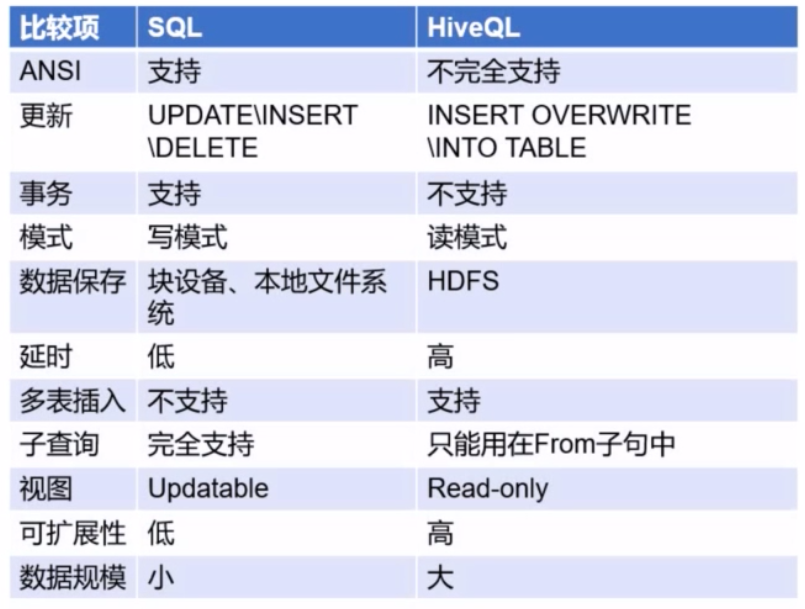 比较项 SQL HiveQL
ANSI 支持 不完全支持
更新 UPDATE\INSERT INSERT OVERWRITE
\DELETE \INTO TABLE
事务 支持 不支持
模式 写模式 读模式
数据保存 块设备、本地文件系 HDFS
统
延时 低 高
多表插入 不支持 支持
子查询 完全支持 只能用在From子句中
视图 Updatable Read-only
可扩展性 低 高
数据规模 小 大